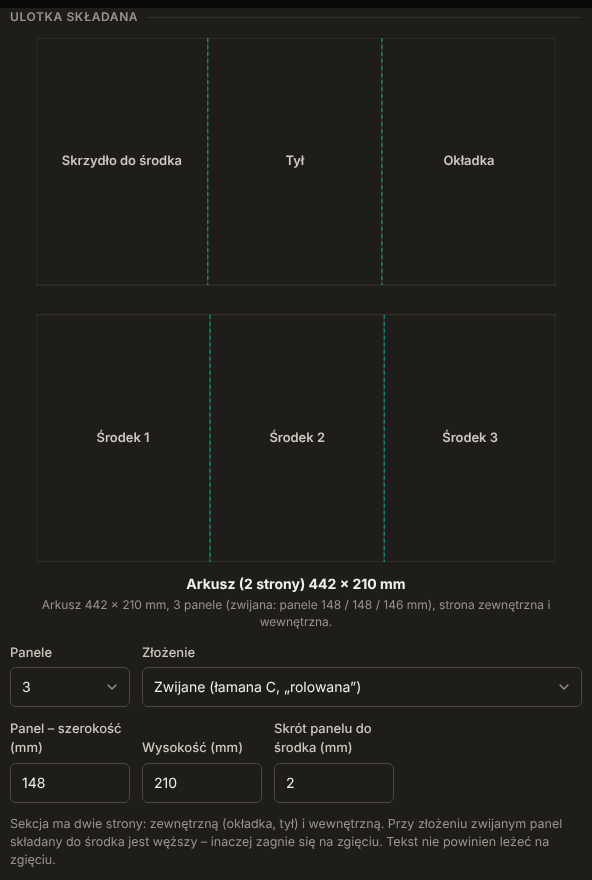 ULOTKA SKŁADANA
Skrzydło do środka
Tył
Okładka
Środek 1
Środek 2
Środek 3
Arkusz (2 strony) 442 × 210 mm
Arkusz 442 × 210 mm, 3 panele (zwijana: panele 148 / 148 / 146 mm), strona zewnętrzna i
wewnętrzna.
Panele
Złożenie
3
Zwijane (łamana C, „rolowana”)
Panel – szerokość
(mm)
Wysokość (mm)
Skrót panelu do
środka (mm)
148
210
2
Sekcja ma dwie strony: zewnętrzną (okładka, tył) i wewnętrzną. Przy złożeniu zwijanym panel
składany do środka jest węższy – inaczej zagnie się na zgięciu. Tekst nie powinien leżeć na
zgięciu.